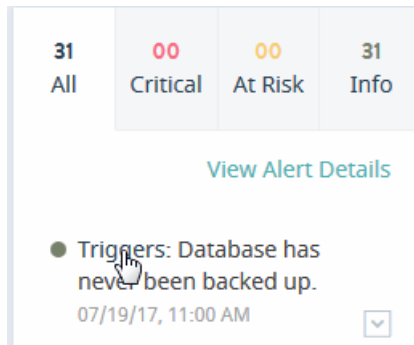 31 00 00 31
All Critical At Risk Info
View Alert Details
Triggers: Database has
never been backed up.
07/19/17, 11:00 AM